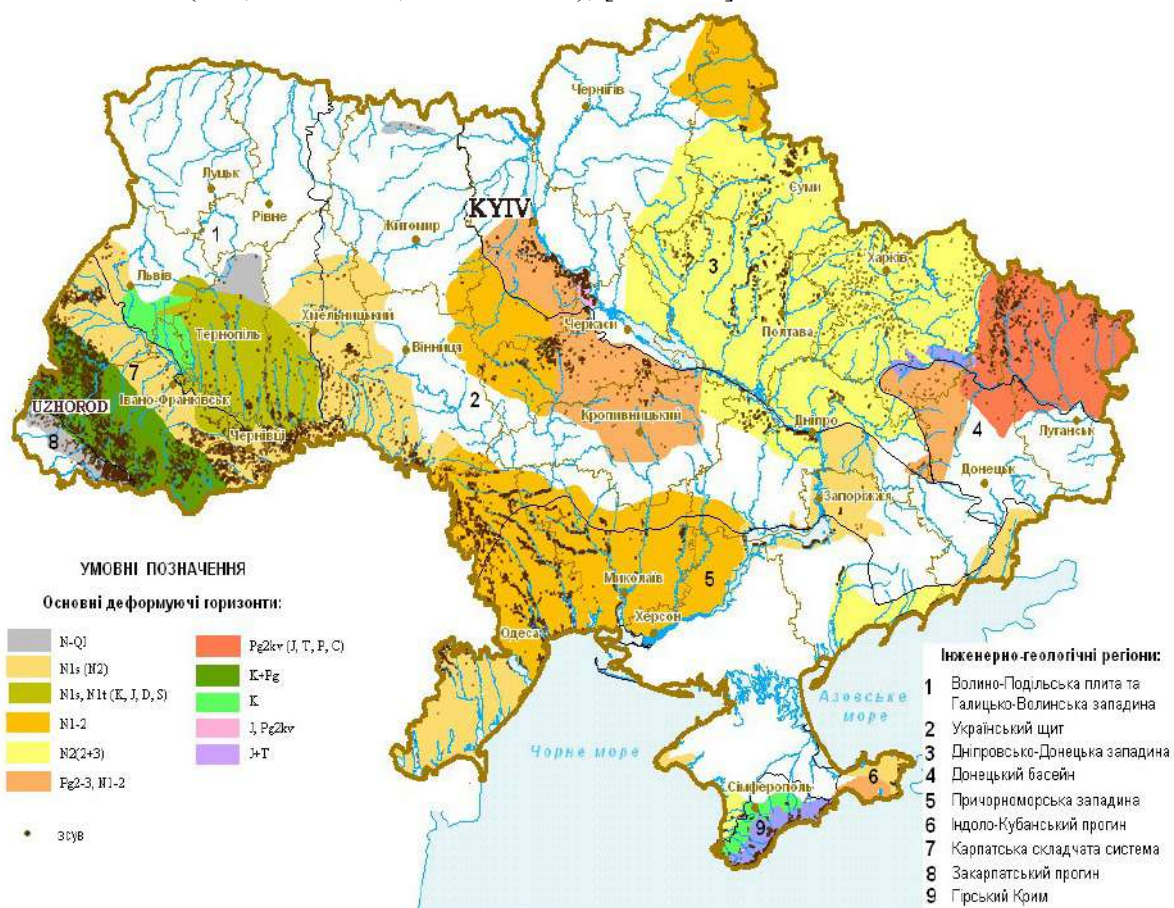 Чернігів
Суми
Луцьк
Рівне
KYIV
Житомир
1
3
Харків
Львів
Тернопіль
Хмельницький
Вінниця
Черкаси
Полтава
7
2
Івано-Франківськ
UZHOROD
Чернівці
Кропивницький
Дніпро
4
Луганськ
8
Донецьк
Запоріжжя
Миколаїв
5
Херсон
Одеса
УМОВНІ ПОЗНАЧЕННЯ
Основні деформуючі горизонти:
N-QI
N1s (N2)
N1s, N1t (K, J, D, S)
N1-2
N2(2+3)
Pg2-3, N1-2
Pg2kv (J, T, P, C)
K+Pg
K
J, Pg2kv
J+T
зсув
Чорне море
Азовське
море
Сімферополь
6
9
Інженерно-геологічні регіони:
1 Волино-Подільська плита та
Галицько-Волинська западина
2 Український щит
3 Дніпровсько-Донецька западина
4 Донецький басейн
5 Причорноморська западина
6 Індоло-Кубанський прогин
7 Карпатська складчата система
8 Закарпатський прогин
9 Гірський Крим